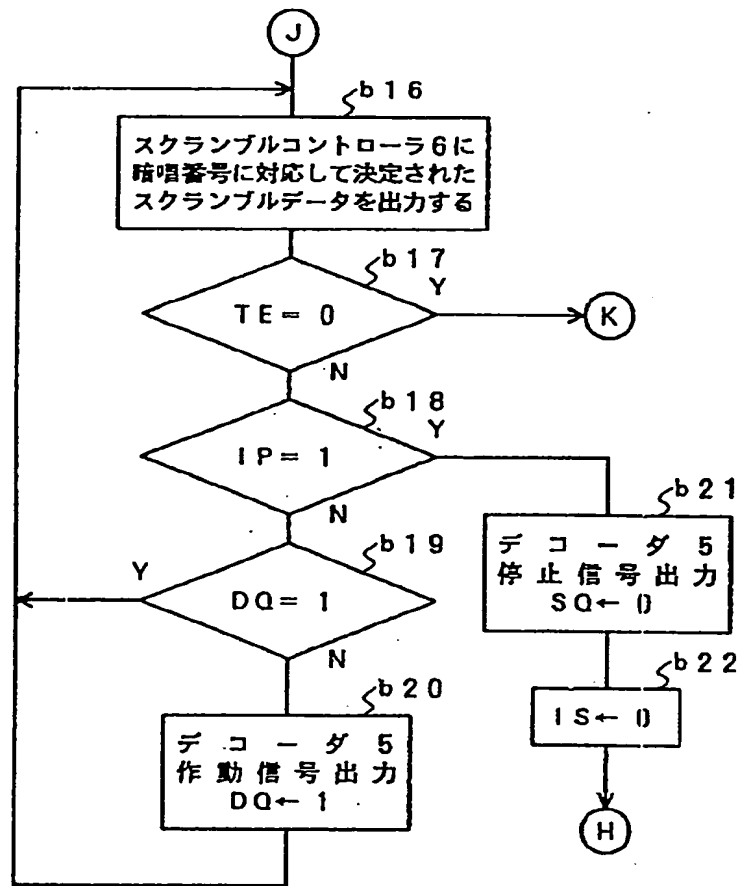 J
b16
スクランブルコントローラ6に
暗唱番号に対応して決定された
スクランブルデータを出力する
b17
Y
TE= 0
K
N
b18
Y
IP= 1
N
b21
デコーダ5
停止信号出力
SQ← 0
b19
Y
DQ= 1
N
b22
IS← 0
b20
デコーダ5
作動信号出力
DQ← 1
H